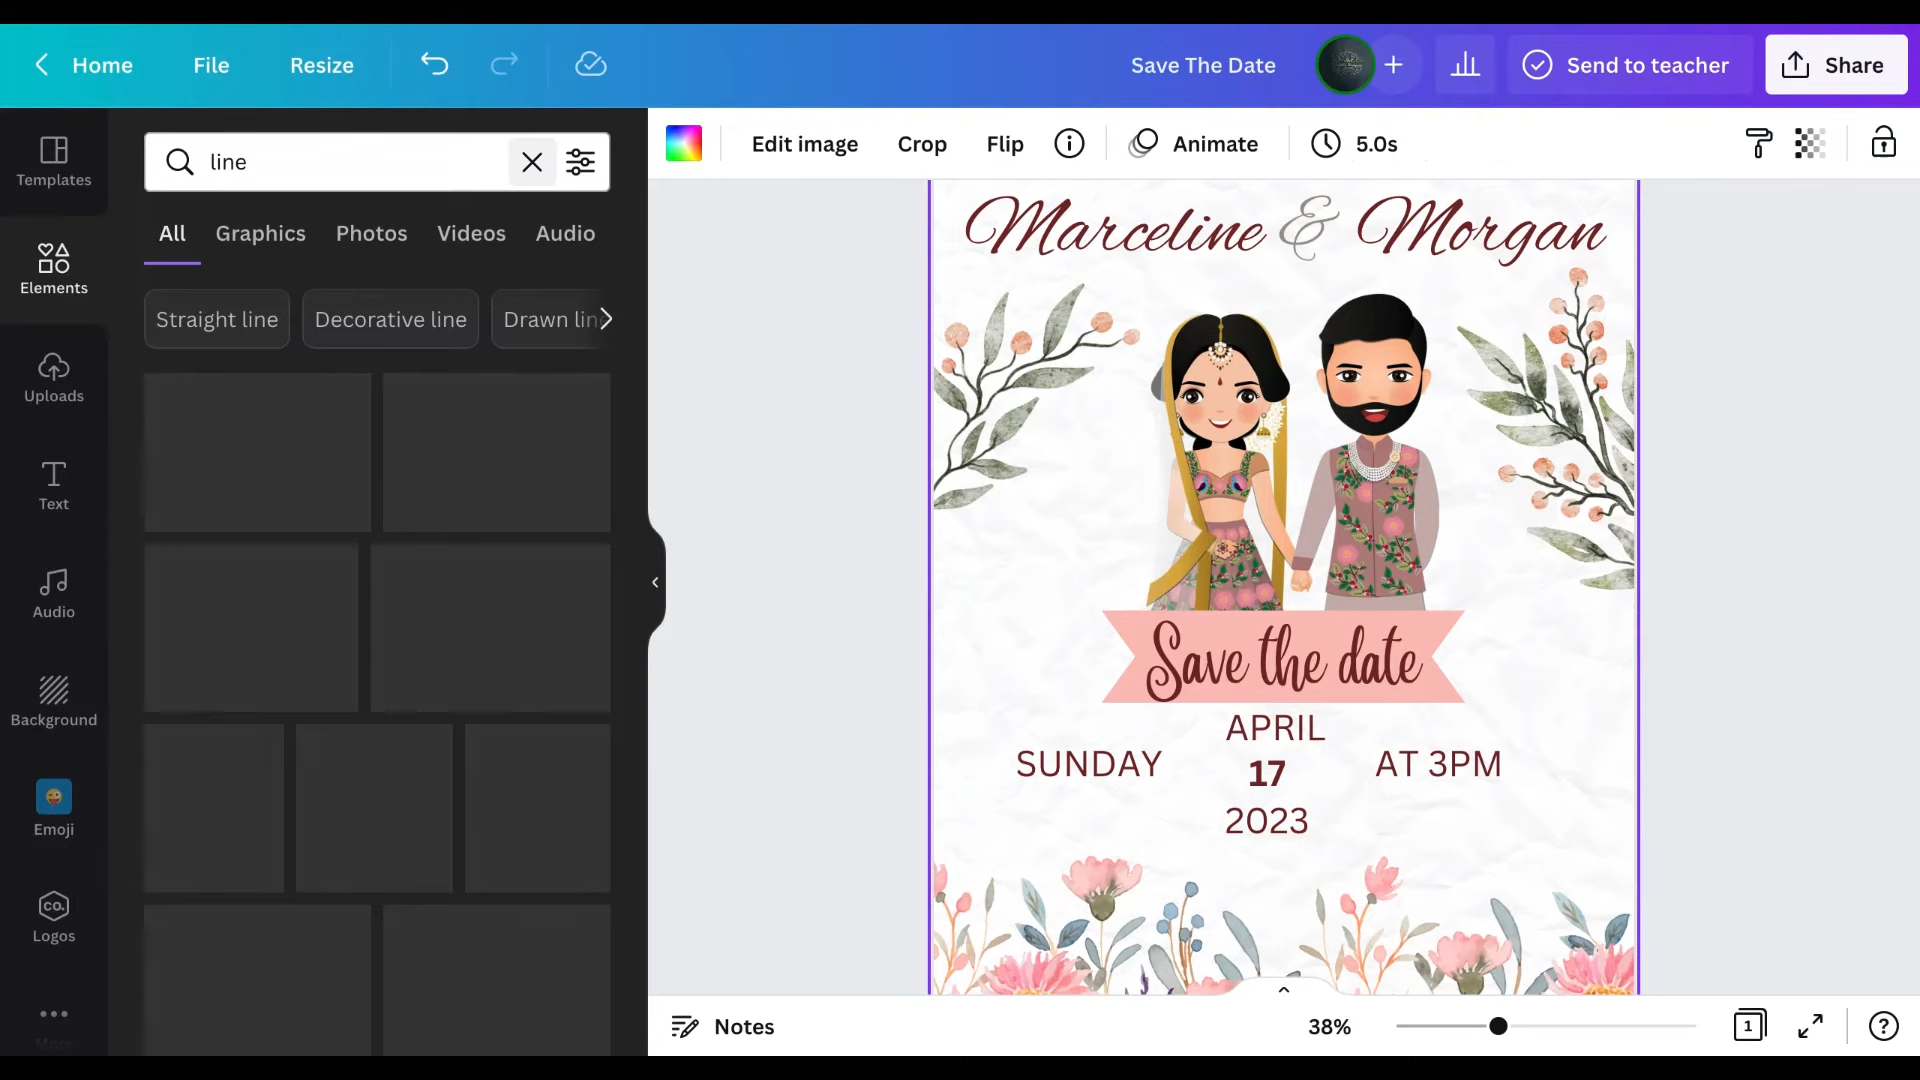 Home File Resize Save The Date + Send to teacher Share
line
Edit image Crop Flip Animate 5.0s
All Graphics Photos Videos Audio
Straight line Decorative line Drawn
Templates
Elements
Uploads
Text
Audio
Background
Emoji
co.
Logos
More
Marceline & Morgan
Save the date
APRIL
SUNDAY 17 AT 3PM
2023
Notes 38% 1 ?